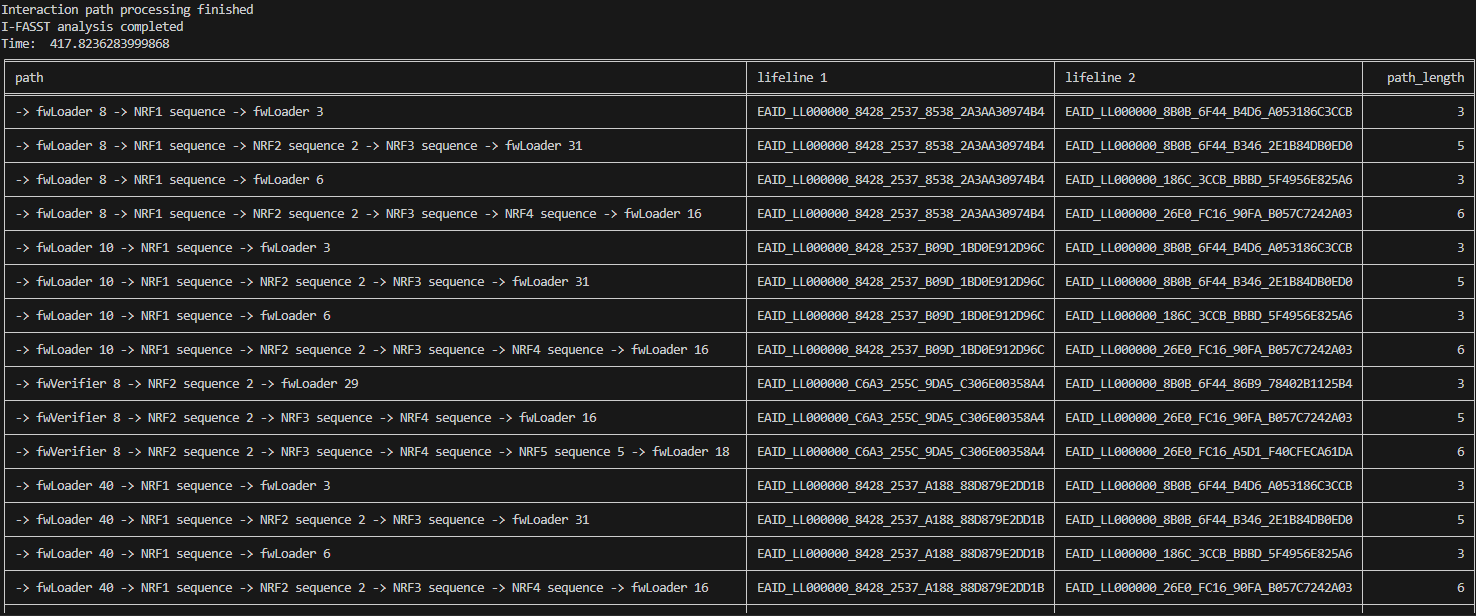 Interaction path processing finished
I-FASST analysis completed
Time:  417.8236283999868
path lifeline 1 lifeline 2 path_length
-> fwLoader 8 -> NRF1 sequence -> fwLoader 3 EAID_LL000000_8428_2537_8538_2A3AA30974B4 EAID_LL000000_8B0B_6F44_B4D6_A053186C3CCB 3
-> fwLoader 8 -> NRF1 sequence -> NRF2 sequence 2 -> NRF3 sequence -> fwLoader 31 EAID_LL000000_8428_2537_8538_2A3AA30974B4 EAID_LL000000_8B0B_6F44_B346_2E1B84DB0ED0 5
-> fwLoader 8 -> NRF1 sequence -> fwLoader 6 EAID_LL000000_8428_2537_8538_2A3AA30974B4 EAID_LL000000_186C_3CCB_BBBD_5F4956E825A6 3
-> fwLoader 8 -> NRF1 sequence -> NRF2 sequence 2 -> NRF3 sequence -> NRF4 sequence -> fwLoader 16 EAID_LL000000_8428_2537_8538_2A3AA30974B4 EAID_LL000000_26E0_FC16_90FA_B057C7242A03 6
-> fwLoader 10 -> NRF1 sequence -> fwLoader 3 EAID_LL000000_8428_2537_B09D_1BD0E912D96C EAID_LL000000_8B0B_6F44_B4D6_A053186C3CCB 3
-> fwLoader 10 -> NRF1 sequence -> NRF2 sequence 2 -> NRF3 sequence -> fwLoader 31 EAID_LL000000_8428_2537_B09D_1BD0E912D96C EAID_LL000000_8B0B_6F44_B346_2E1B84DB0ED0 5
-> fwLoader 10 -> NRF1 sequence -> fwLoader 6 EAID_LL000000_8428_2537_B09D_1BD0E912D96C EAID_LL000000_186C_3CCB_BBBD_5F4956E825A6 3
-> fwLoader 10 -> NRF1 sequence -> NRF2 sequence 2 -> NRF3 sequence -> NRF4 sequence -> fwLoader 16 EAID_LL000000_8428_2537_B09D_1BD0E912D96C EAID_LL000000_26E0_FC16_90FA_B057C7242A03 6
-> fwVerifier 8 -> NRF2 sequence 2 -> fwLoader 29 EAID_LL000000_C6A3_255C_9DA5_C306E00358A4 EAID_LL000000_8B0B_6F44_86B9_78402B1125B4 3
-> fwVerifier 8 -> NRF2 sequence 2 -> NRF3 sequence -> NRF4 sequence -> fwLoader 16 EAID_LL000000_C6A3_255C_9DA5_C306E00358A4 EAID_LL000000_26E0_FC16_90FA_B057C7242A03 5
-> fwVerifier 8 -> NRF2 sequence 2 -> NRF3 sequence -> NRF4 sequence -> NRF5 sequence 5 -> fwLoader 18 EAID_LL000000_C6A3_255C_9DA5_C306E00358A4 EAID_LL000000_26E0_FC16_A5D1_F40CFECA61DA 6
-> fwLoader 40 -> NRF1 sequence -> fwLoader 3 EAID_LL000000_8428_2537_A188_88D879E2DD1B EAID_LL000000_8B0B_6F44_B4D6_A053186C3CCB 3
-> fwLoader 40 -> NRF1 sequence -> NRF2 sequence 2 -> NRF3 sequence -> fwLoader 31 EAID_LL000000_8428_2537_A188_88D879E2DD1B EAID_LL000000_8B0B_6F44_B346_2E1B84DB0ED0 5
-> fwLoader 40 -> NRF1 sequence -> fwLoader 6 EAID_LL000000_8428_2537_A188_88D879E2DD1B EAID_LL000000_186C_3CCB_BBBD_5F4956E825A6 3
-> fwLoader 40 -> NRF1 sequence -> NRF2 sequence 2 -> NRF3 sequence -> NRF4 sequence -> fwLoader 16 EAID_LL000000_8428_2537_A188_88D879E2DD1B EAID_LL000000_26E0_FC16_90FA_B057C7242A03 6